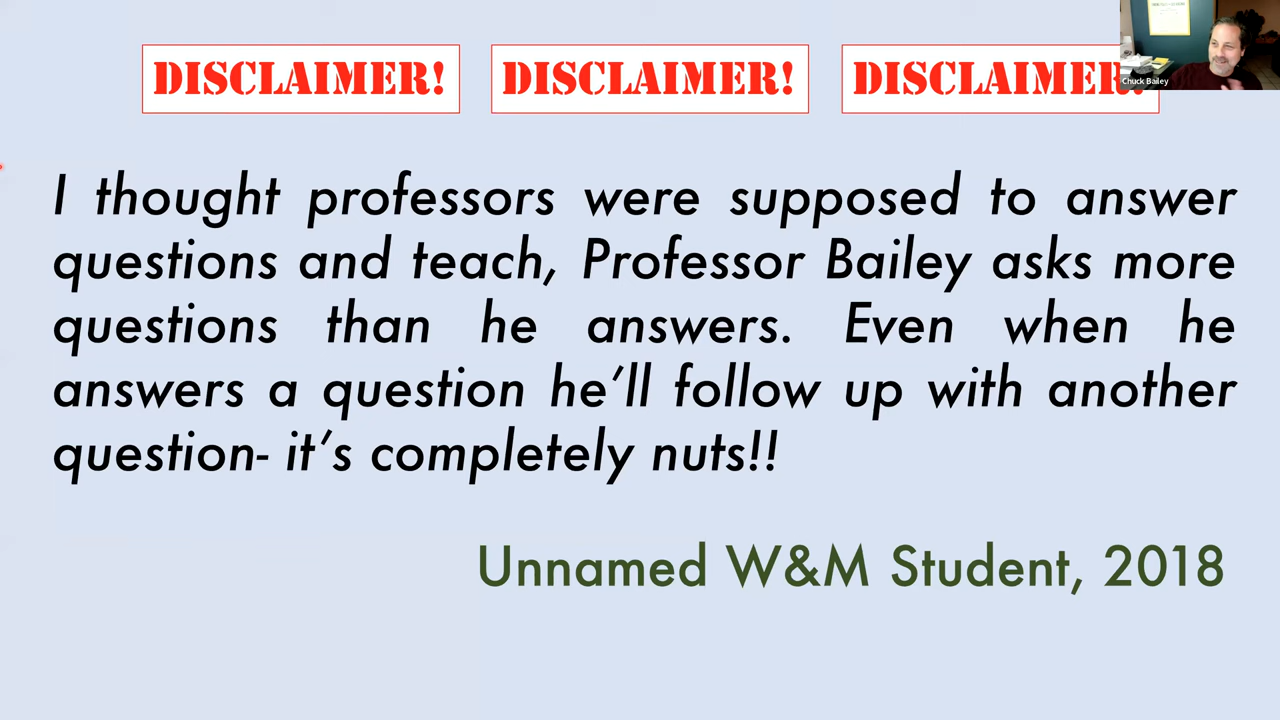 DISCLAIMER! DISCLAIMER! DISCLAIMER!
Chuck Bailey
I thought professors were supposed to answer
questions and teach, Professor Bailey asks more
questions than he answers. Even when he
answers a question he’ll follow up with another
question- it’s completely nuts!!
Unnamed W&M Student, 2018